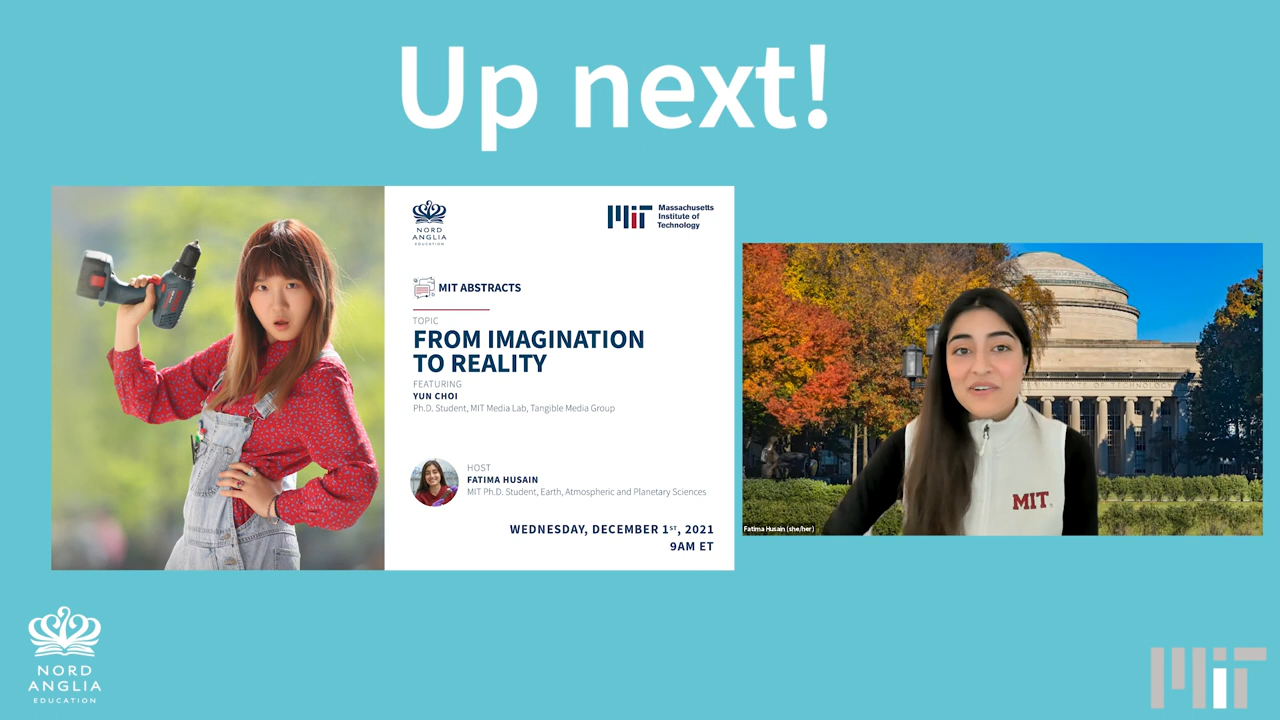 Up next!
NORD
ANGLIA
EDUCATION
Massachusetts
Institute of
Technology
MIT ABSTRACTS
TOPIC
FROM IMAGINATION
TO REALITY
FEATURING
YUN CHOI
Ph.D. Student, MIT Media Lab, Tangible Media Group
HOST
FATIMA HUSAIN
MIT Ph.D. Student, Earth, Atmospheric and Planetary Sciences
WEDNESDAY, DECEMBER 1ST, 2021
9AM ET
MIT
Fatima Husain (she/her)
NORD
ANGLIA
EDUCATION
MIT